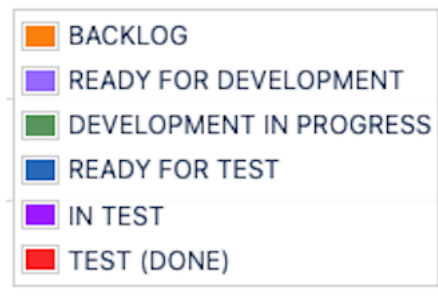 BACKLOG
READY FOR DEVELOPMENT
DEVELOPMENT IN PROGRESS
READY FOR TEST
IN TEST
TEST (DONE)